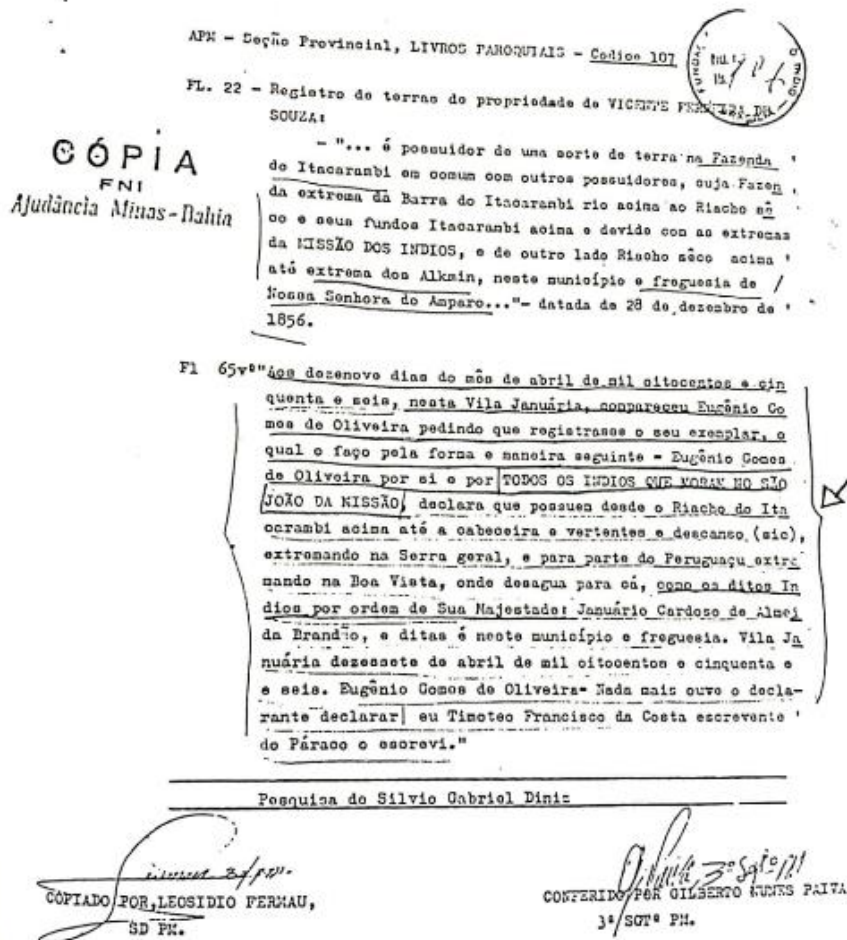 APM - Seção Provincial, LIVROS PAROQUIAIS - Codice 107
FL. 22 - Registro de terras de propriedade de VICENTE FERREIRA DE
SOUZA:
CÓPIA
FNI
Ajudância Minas-Bahia
- "... é possuidor de uma sorte de terra na Fazenda '
de Itacarambi em comum com outros possuidores, cuja Fazen
da extrema da Barra do Itacarambi rio acima ao Riacho sê
co e seus fundos Itacarambi acima e devide com as extremas
da MISSÃO DOS INDIOS, e de outro lado Riacho sêco acima '
até extrema dos Alkmin, neste município e freguesia de /
Nossa Senhora do Amparo..."- datada de 28 de dezembro de '
1856.
Fl 65vº "Aos dezenove dias do mês de abril de mil oitocentos e cin
quenta e seis, nesta Vila Januária, compareceu Eugênio Go
mes de Oliveira pedindo que registrasse o seu exemplar, o
qual o faço pela forma e maneira seguinte - Eugênio Gomes
de Oliveira por si e por TODOS OS INDIOS QUE MORAM NO SÃO
JOÃO DA MISSÃO, declara que possuem desde o Riacho do Ita
carambi acima até a cabeceira e vertentes e descanso (sic),
extremando na Serra geral, e para parte do Peruguaçu extre
mando na Boa Vista, onde desagua para cá, como os ditos In
dios por ordem de Sua Majestade: Januário Cardoso de Almei
da Brandão, e ditas é neste município e freguesia. Vila Ja
nuária dezessete de abril de mil oitocentos e cinquenta e
e seis. Eugênio Gomes de Oliveira- Nada mais ouve o decla-
rante declarar eu Timoteo Francisco da Costa escrevente '
do Pároco o escrevi."
Pesquisa de Silvio Gabriel Diniz
COPIADO POR, LEOSIDIO FERMAU,
SD PM.
3º Sgtº PM
CONFERIDO POR GILBERTO NUNES PAIVA
3º SGTº PM.